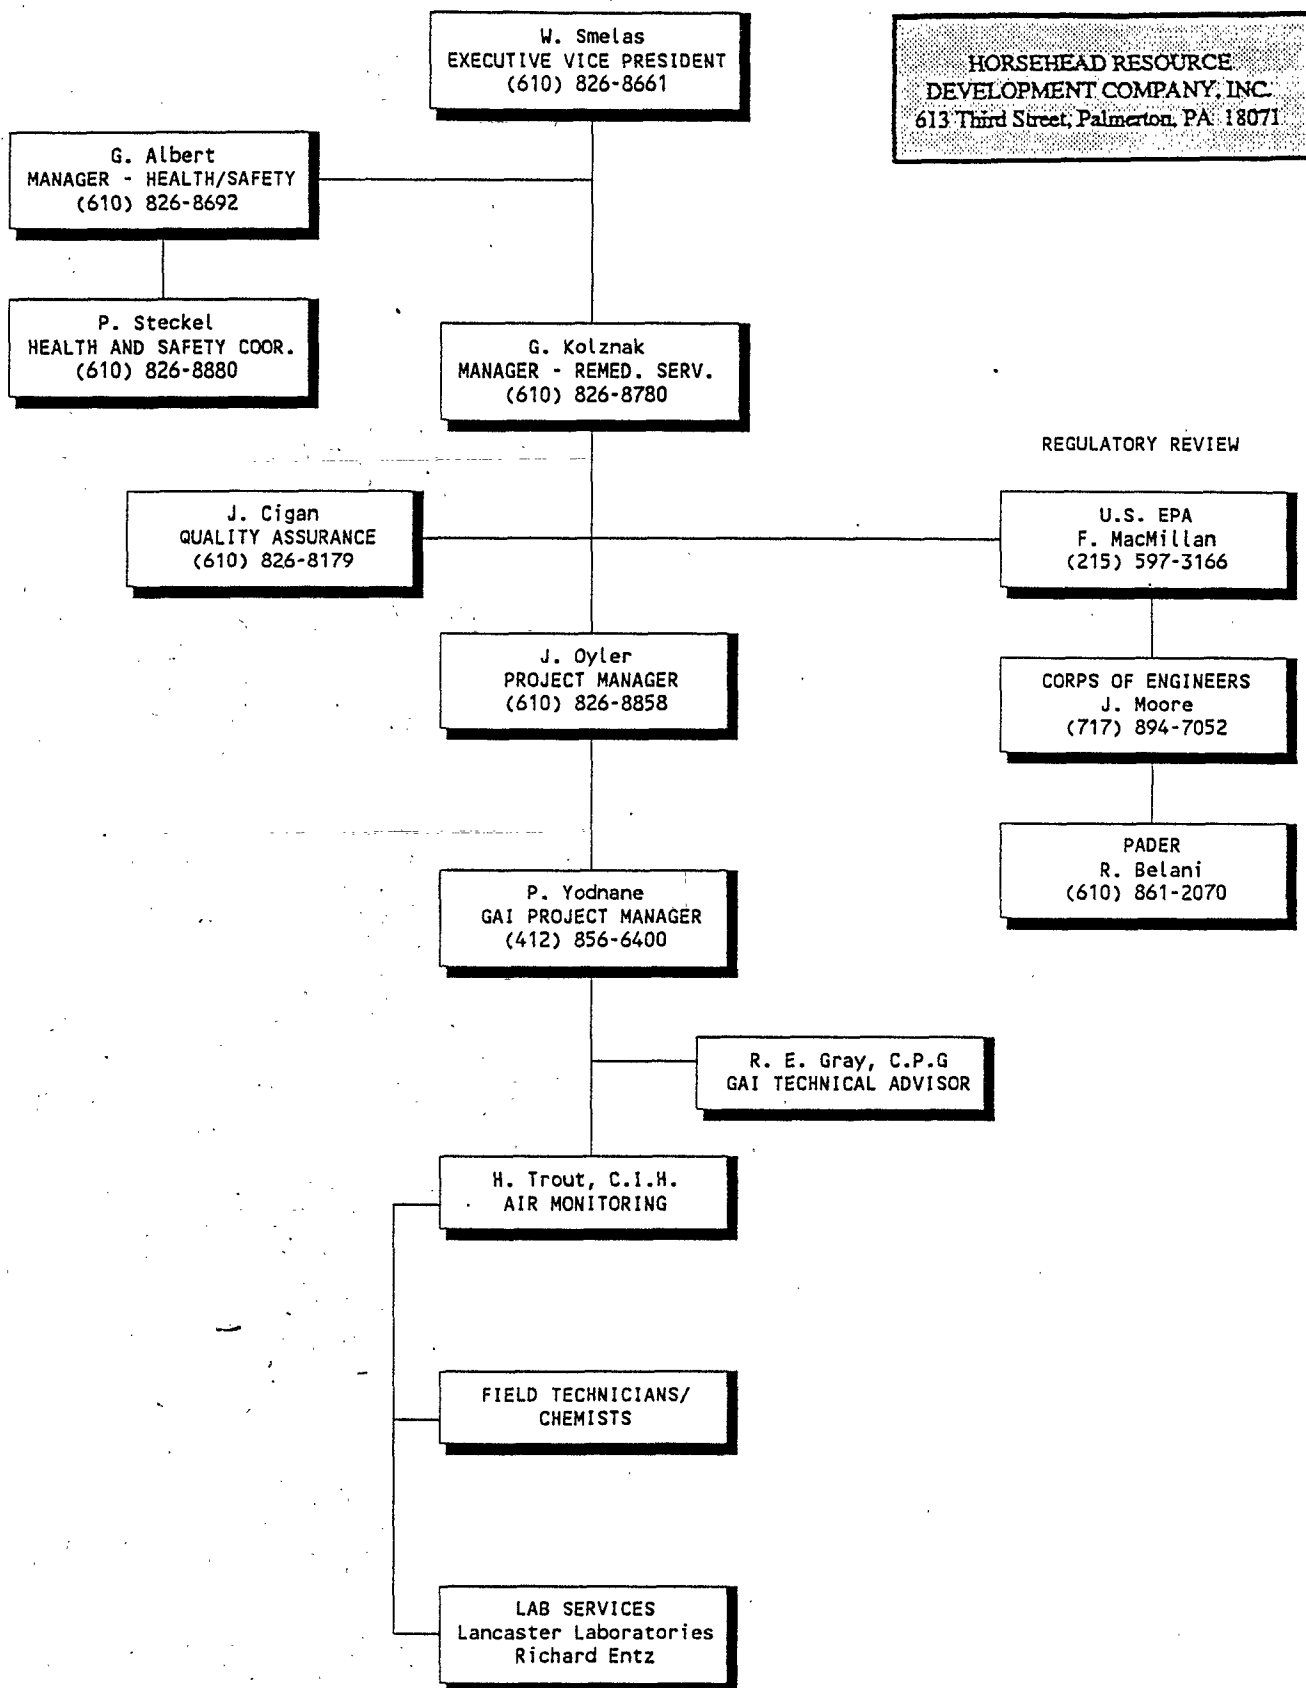 W. Smelas
EXECUTIVE VICE PRESIDENT
(610) 826-8661
HORSEHEAD RESOURCE
DEVELOPMENT COMPANY, INC.
613 Third Street, Palmerton, PA 18071
G. Albert
MANAGER - HEALTH/SAFETY
(610) 826-8692
P. Steckel
HEALTH AND SAFETY COOR.
(610) 826-8880
G. Kolznak
MANAGER - REMED. SERV.
(610) 826-8780
REGULATORY REVIEW
J. Cigan
QUALITY ASSURANCE
(610) 826-8179
U.S. EPA
F. MacMillan
(215) 597-3166
J. Oyler
PROJECT MANAGER
(610) 826-8858
CORPS OF ENGINEERS
J. Moore
(717) 894-7052
PADER
R. Belani
(610) 861-2070
P. Yodnane
GAI PROJECT MANAGER
(412) 856-6400
R. E. Gray, C.P.G
GAI TECHNICAL ADVISOR
H. Trout, C.I.H.
AIR MONITORING
FIELD TECHNICIANS/
CHEMISTS
LAB SERVICES
Lancaster Laboratories
Richard Entz